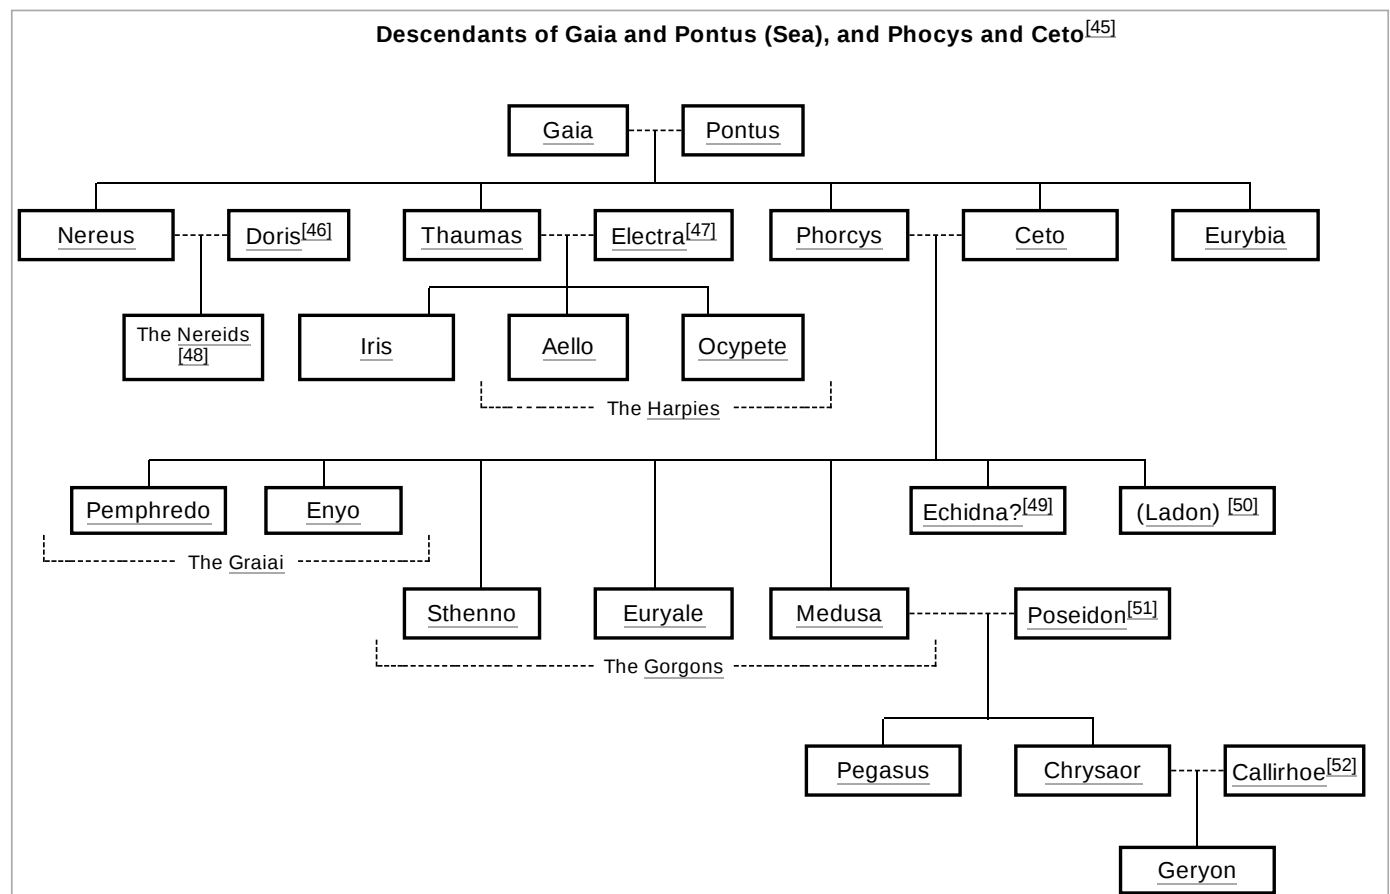 Descendants of Gaia and Pontus (Sea), and Phocys and Ceto[45]
Gaia Pontus
Nereus Doris[46] Thaumas Electra[47] Phorcys Ceto Eurybia
The Nereids
[48]
Iris Aello Ocypete
The Harpies
Pemphredo Enyo Echidna?[49] (Ladon) [50]
The Graiai
Sthenno Euryale Medusa Poseidon[51]
The Gorgons
Pegasus Chrysaor Callirhoe[52]
Geryon